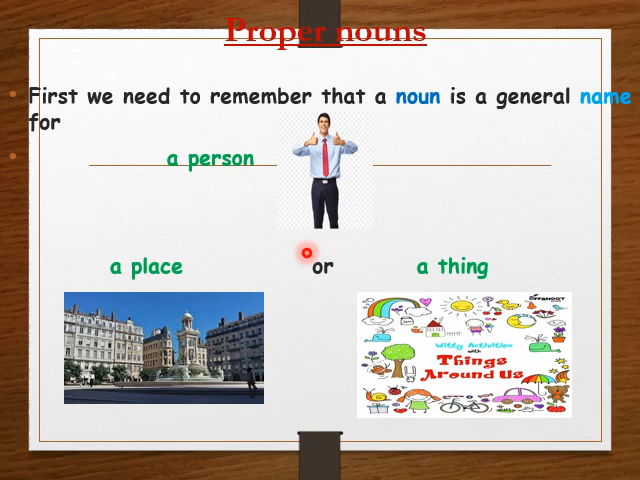 Proper nouns
First we need to remember that a noun is a general name
for
a person
a place or a thing
OFFSHOOT
Witty Activities
with
Things
Around Us